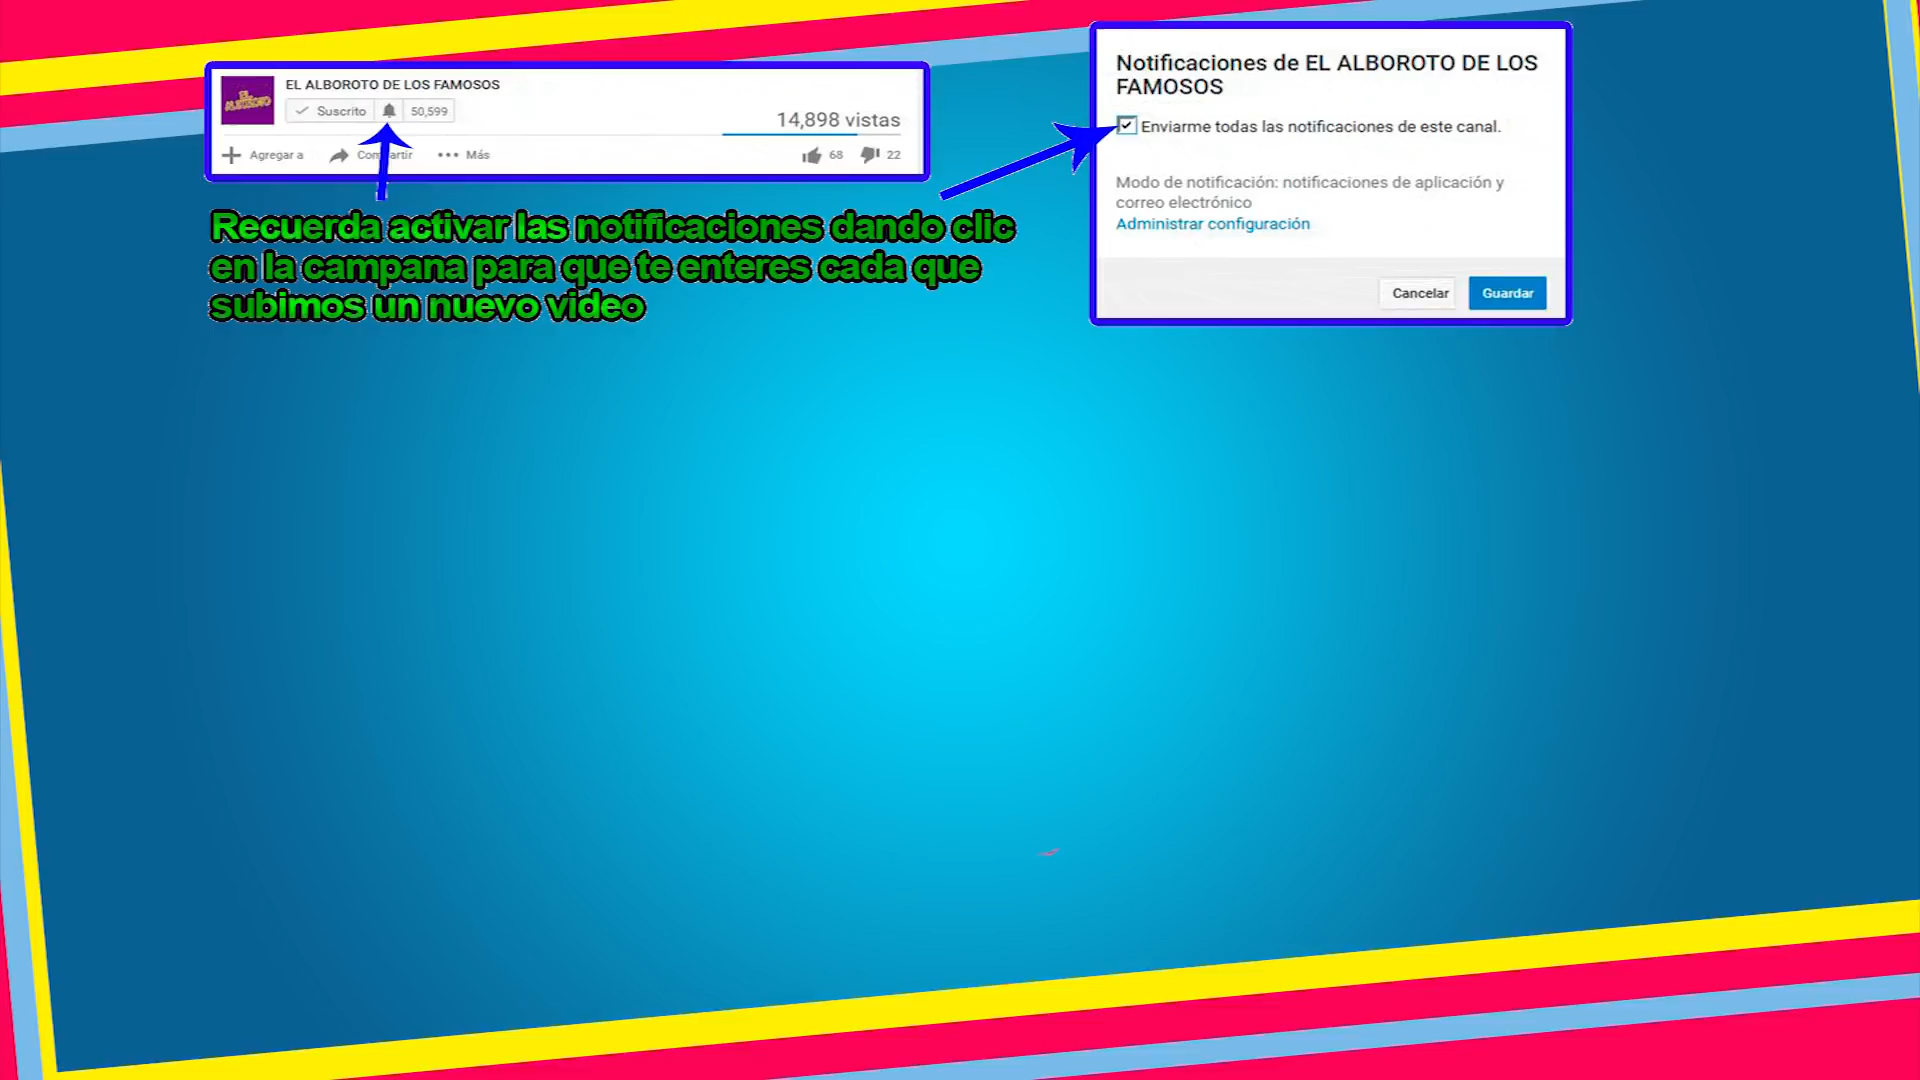 EL ALBOROTO
EL ALBOROTO DE LOS FAMOSOS
Suscrito 50,599
14,898 vistas
Agregar a Compartir Más 68 22
Recuerda activar las notificaciones dando clic
en la campana para que te enteres cada que
subimos un nuevo video
Notificaciones de EL ALBOROTO DE LOS
FAMOSOS
Enviarme todas las notificaciones de este canal.
Modo de notificación: notificaciones de aplicación y
correo electrónico
Administrar configuración
Cancelar Guardar